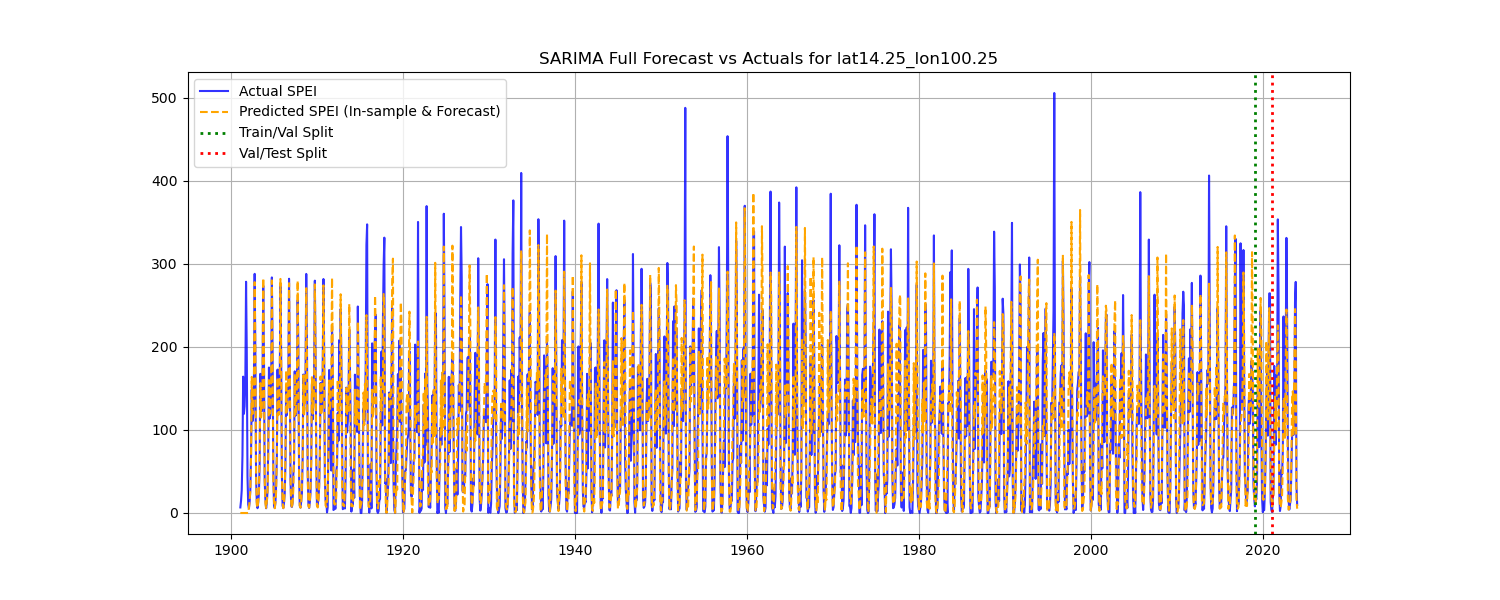 SARIMA Full Forecast vs Actuals for lat14.25_lon100.25
Actual SPEI
Predicted SPEI (In-sample & Forecast)
Train/Val Split
Val/Test Split
500
400
300
200
100
0
1900 1920 1940 1960 1980 2000 2020